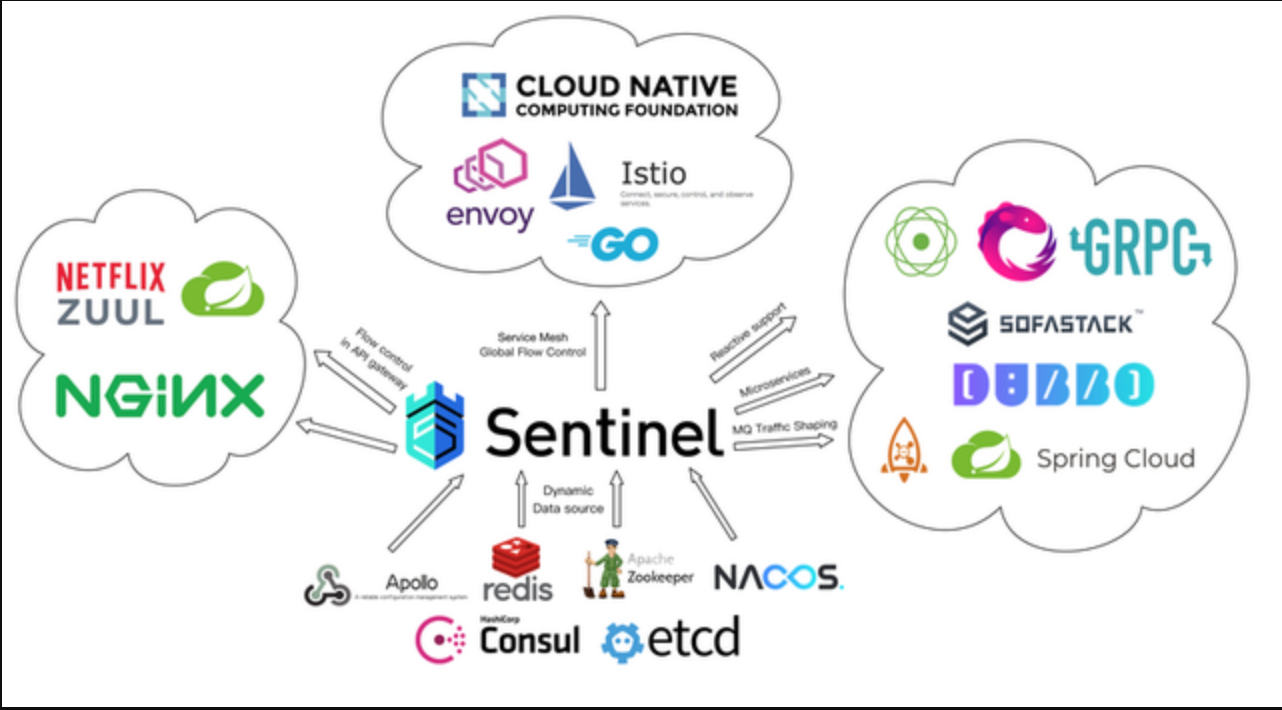 CLOUD NATIVE
COMPUTING FOUNDATION
envoy
Istio
Connect, secure, control, and observe
services.
GO
NETFLIX
ZUUL
NGiNX
Flow control
in API gateway
Service Mesh
Global Flow Control
Reactive support
Microservices
MQ Traffic Shaping
GRPC
SOFASTACK™
DUBBO
Spring Cloud
Sentinel
Dynamic
Data source
Apollo
A reliable configuration management system
redis
Apache
Zookeeper
NACOS.
HashiCorp
Consul
etcd